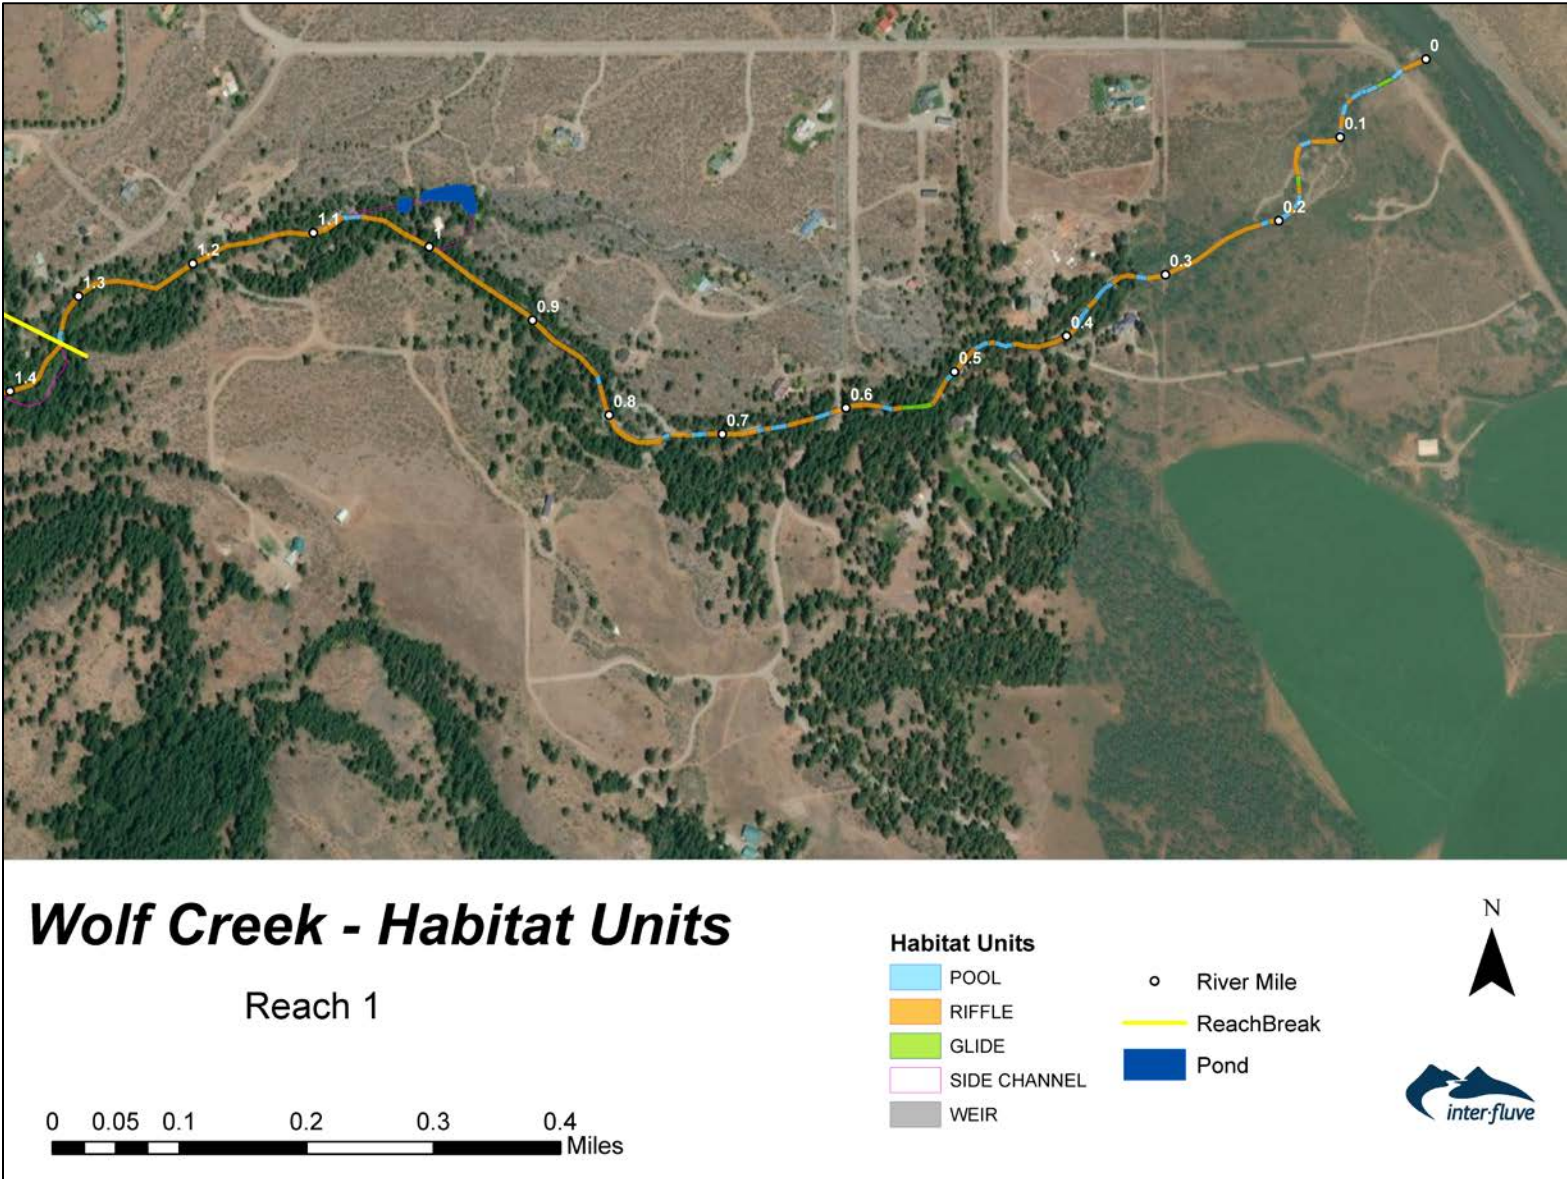 0
0.1
0.2
1.1
1
1.2
0.3
1.3
0.9
0.4
0.5
1.4
0.8
0.6
0.7
Wolf Creek - Habitat Units
Reach 1
0 0.05 0.1 0.2 0.3 0.4
Miles
Habitat Units
POOL
RIFFLE
GLIDE
SIDE CHANNEL
WEIR
River Mile
ReachBreak
Pond
N
inter-fluve